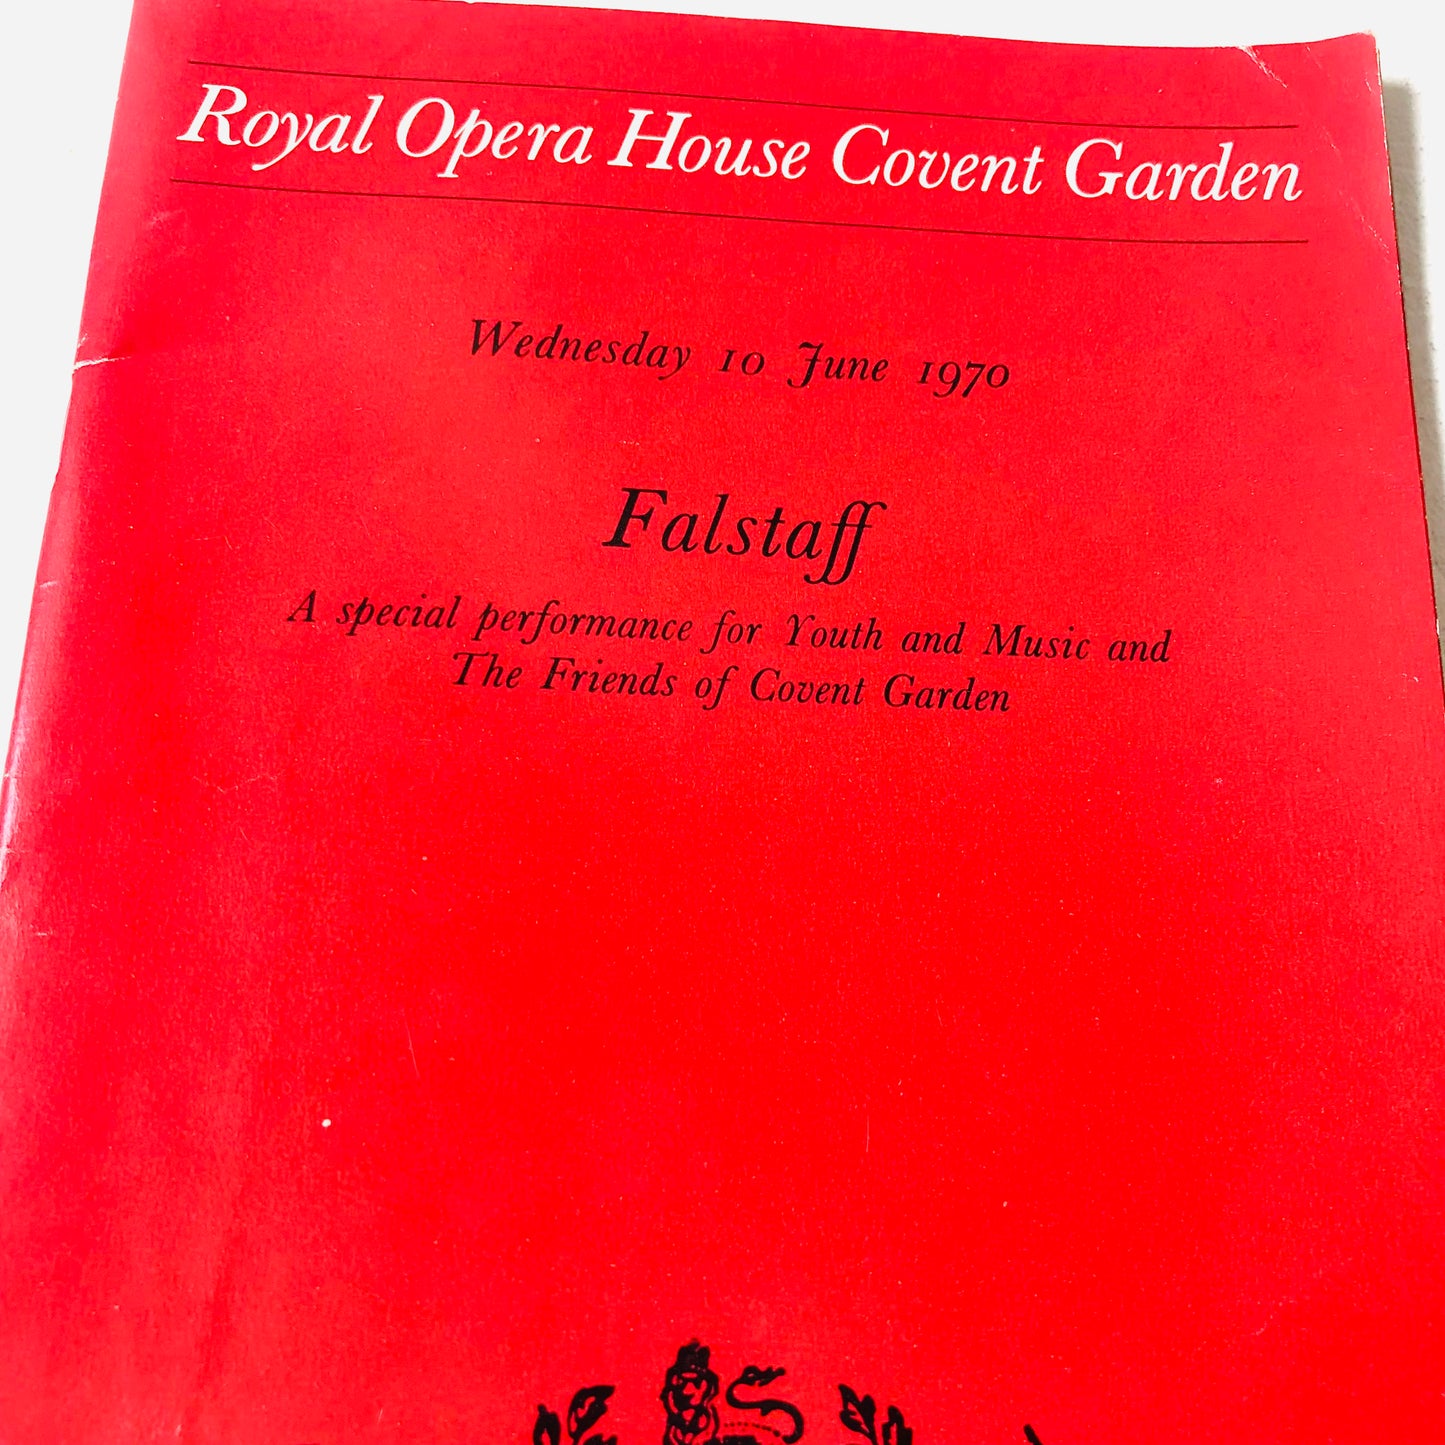 Royal Opera House Covent Garden
Wednesday 10 June 1970
Falstaff
A special performance for Youth and Music and
The Friends of Covent Garden